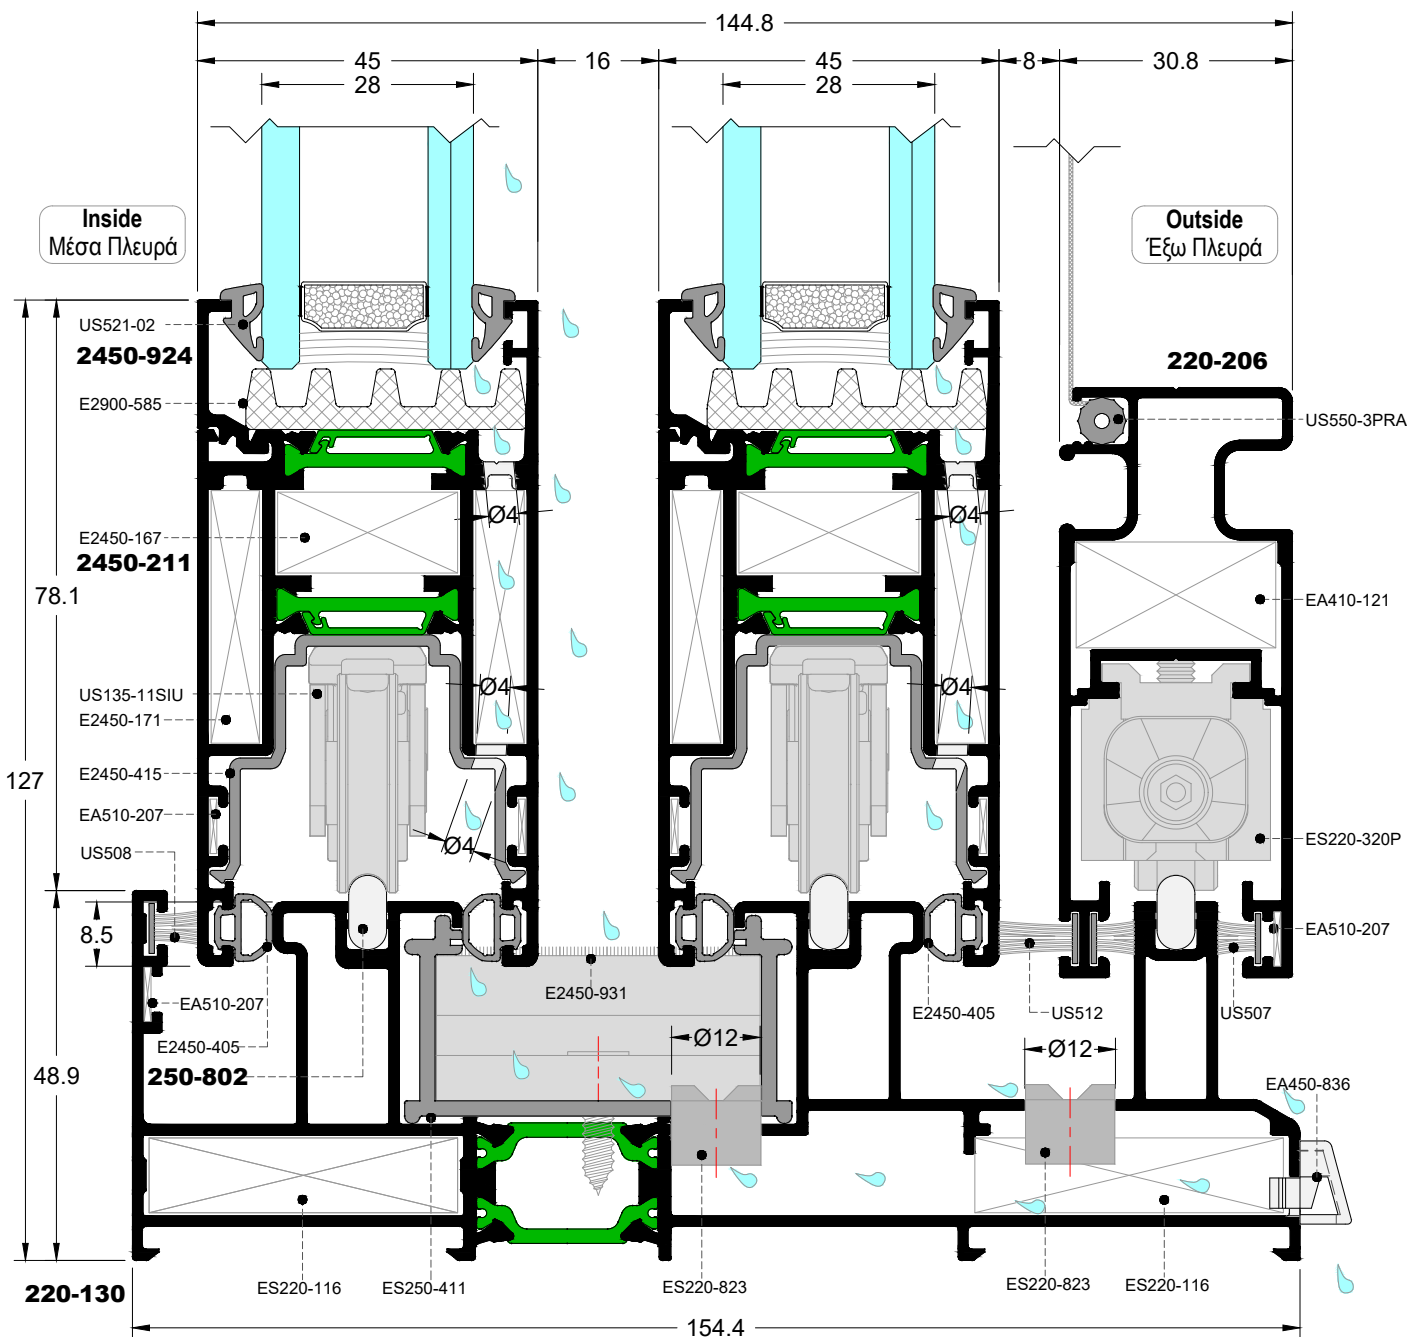 144.8
45
16
45
8
30.8
28
28
Inside
Μέσα Πλευρά
Outside
Έξω Πλευρά
US521-02
2450-924
220-206
E2900-585
US550-3PRA
Ø4
Ø4
E2450-167
2450-211
78.1
EA410-121
US135-11SIU
Ø4
Ø4
E2450-171
E2450-415
127
EA510-207
US508
Ø4
ES220-320P
8.5
EA510-207
EA510-207
E2450-931
E2450-405
US512
US507
E2450-405
Ø12
Ø12
250-802
48.9
EA450-836
220-130
ES220-116
ES250-411
ES220-823
ES220-823
ES220-116
154.4